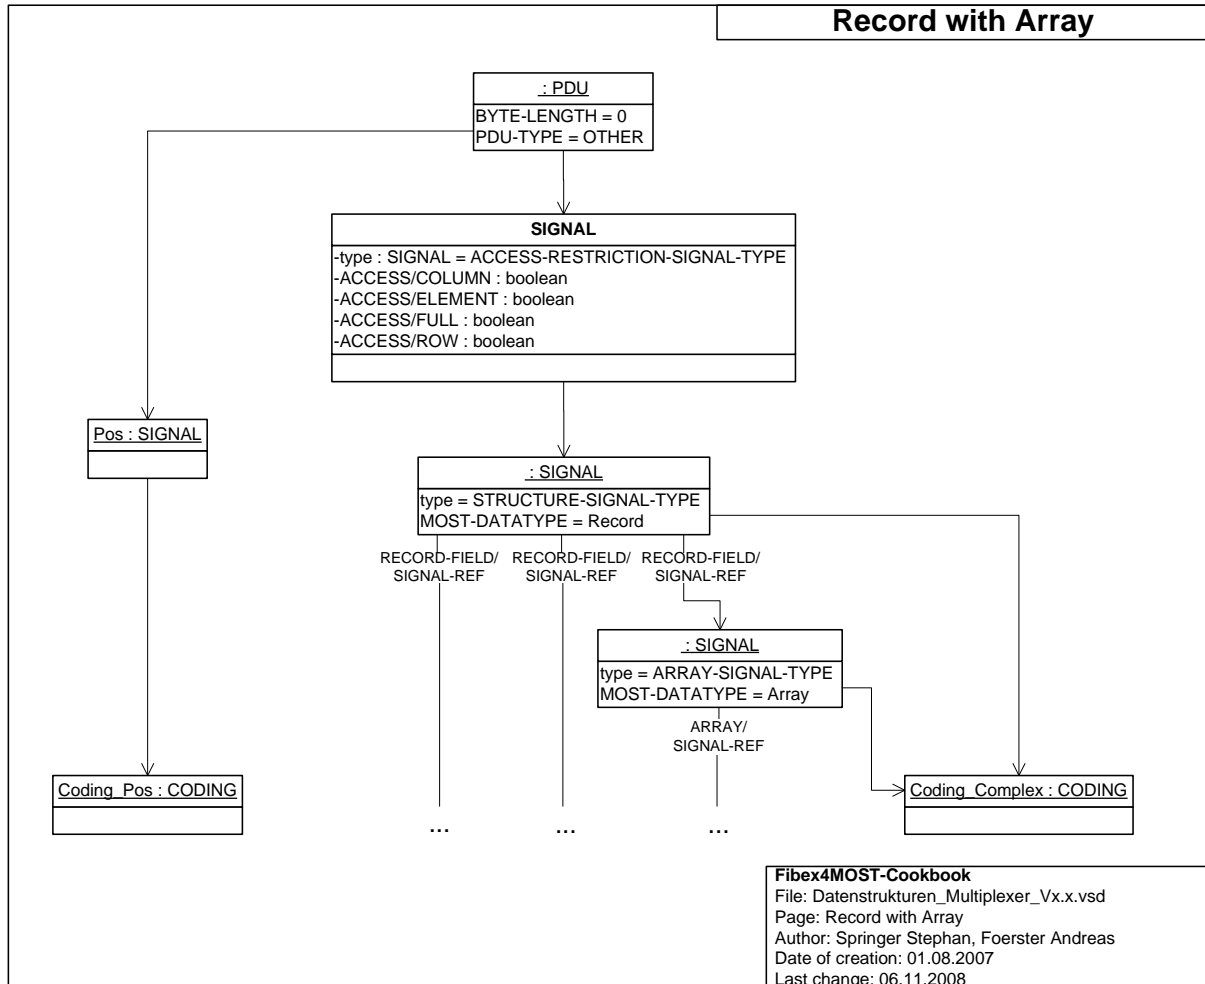 Record with Array
: PDU
BYTE-LENGTH = 0
PDU-TYPE = OTHER
SIGNAL
-type : SIGNAL = ACCESS-RESTRICTION-SIGNAL-TYPE
-ACCESS/COLUMN : boolean
-ACCESS/ELEMENT : boolean
-ACCESS/FULL : boolean
-ACCESS/ROW : boolean
Pos : SIGNAL
: SIGNAL
type = STRUCTURE-SIGNAL-TYPE
MOST-DATATYPE = Record
RECORD-FIELD/
SIGNAL-REF
RECORD-FIELD/
SIGNAL-REF
RECORD-FIELD/
SIGNAL-REF
: SIGNAL
type = ARRAY-SIGNAL-TYPE
MOST-DATATYPE = Array
ARRAY/
SIGNAL-REF
Coding_Pos : CODING
Coding_Complex : CODING
...
...
...
Fibex4MOST-Cookbook
File: Datenstrukturen_Multiplexer_Vx.x.vsd
Page: Record with Array
Author: Springer Stephan, Foerster Andreas
Date of creation: 01.08.2007
Last change: 06.11.2008